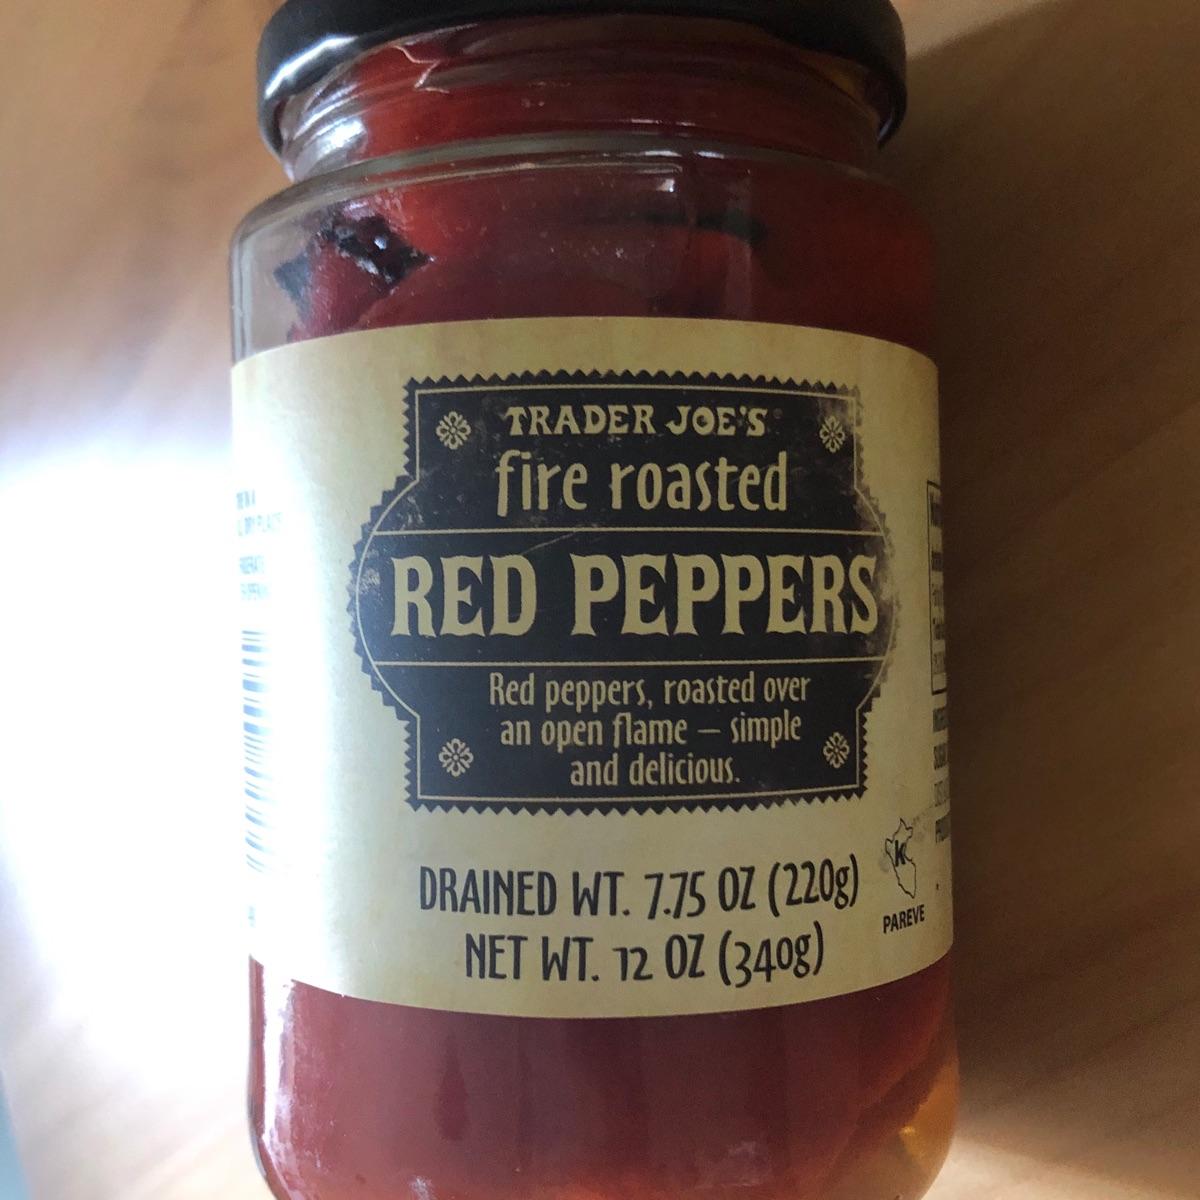 TRADER JOE'S
fire roasted
RED PEPPERS
Red peppers, roasted over
an open flame — simple
and delicious.
DRAINED WT. 7.75 OZ (220g)
NET WT. 12 OZ (340g)
K
PAREVE